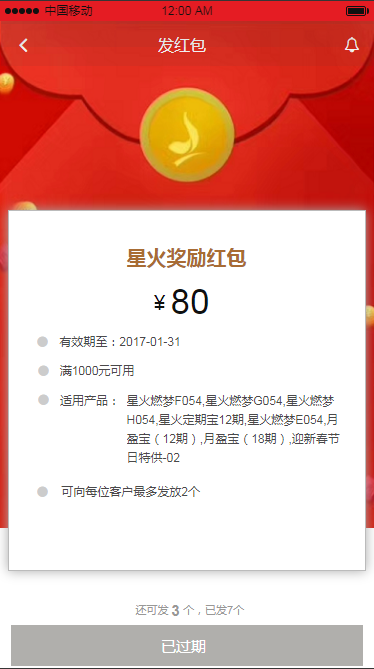 中国移动 12:00 AM
发红包
星火奖励红包
¥ 80
有效期至：2017-01-31
满1000元可用
适用产品： 星火燃梦F054,星火燃梦G054,星火燃梦
H054,星火定期宝12期,星火燃梦E054,月
盈宝（12期）,月盈宝（18期）,迎新春节
日特供-02
可向每位客户最多发放2个
还可发 3 个，已发7个
已过期